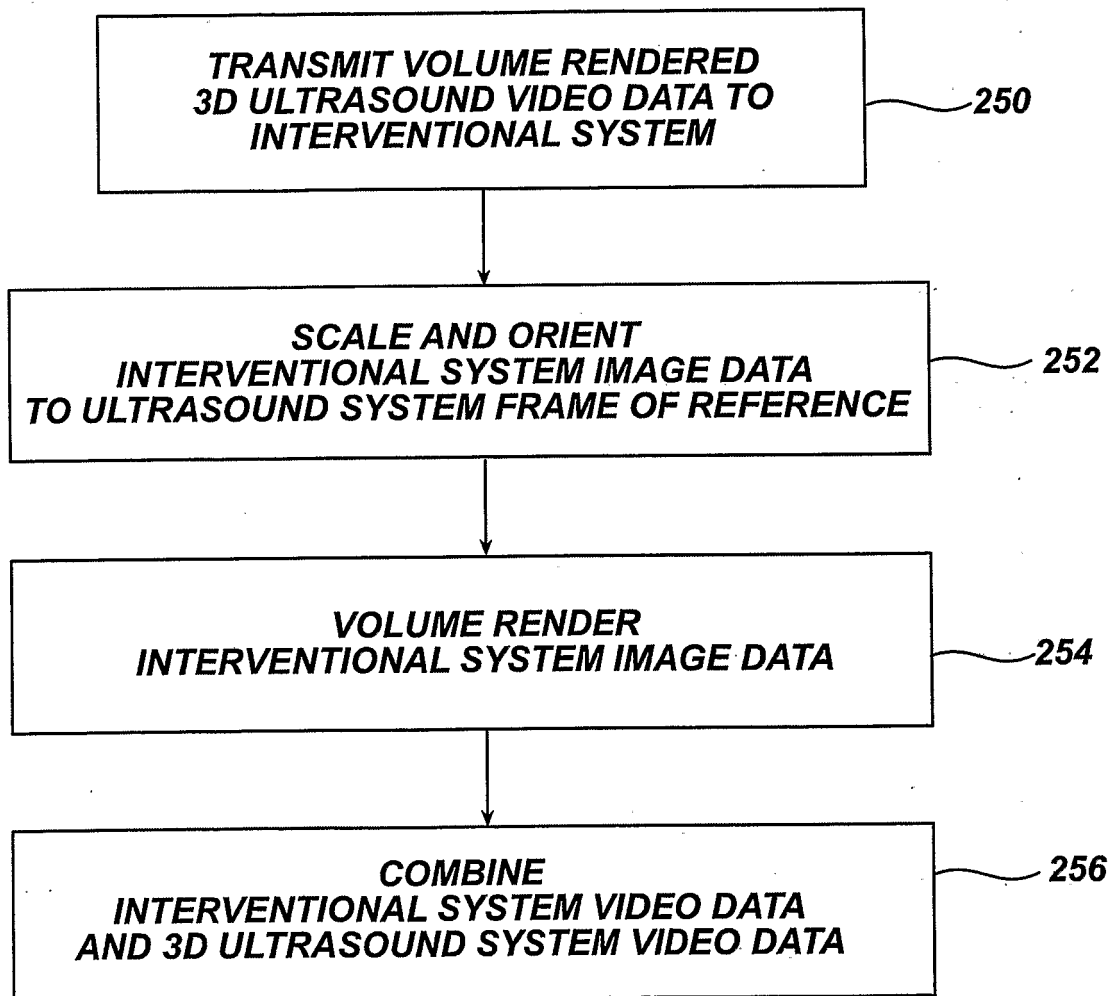 TRANSMIT VOLUME RENDERED
3D ULTRASOUND VIDEO DATA TO
INTERVENTIONAL SYSTEM
250
SCALE AND ORIENT
INTERVENTIONAL SYSTEM IMAGE DATA
TO ULTRASOUND SYSTEM FRAME OF REFERENCE
252
VOLUME RENDER
INTERVENTIONAL SYSTEM IMAGE DATA
254
COMBINE
INTERVENTIONAL SYSTEM VIDEO DATA
AND 3D ULTRASOUND SYSTEM VIDEO DATA
256